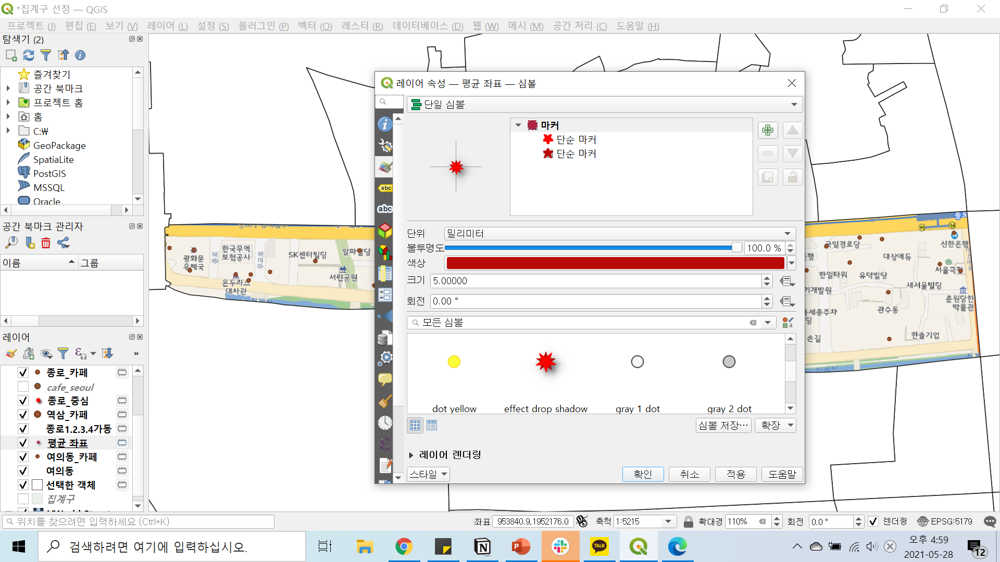 *집계구 선정 — QGIS
프로젝트 (J) 편집 (E) 보기 (V) 레이어 (L) 설정 (S) 플러그인 (P) 벡터 (O) 래스터 (R) 데이터베이스 (D) 웹 (W) 메시 (M) 공간 처리 (C) 도움말 (H)
탐색기 (2)
즐겨찾기
공간 북마크
프로젝트 홈
홈
C:₩
GeoPackage
SpatiaLite
PostGIS
MSSQL
Oracle
공간 북마크 관리자
이름 그룹
레이어
종로_카페
cafe_seoul
종로_중심
역삼_카페
종로1.2.3.4가동
평균 좌표
여의동_카페
여의동
선택한 객체
집계구
광화문
우체국
한국무역
보험공사
종로
무교로
SK센터빌딩
알파빌딩
서린공원
온두라스
대사관
레이어 속성 — 평균 좌표 — 심볼
단일 심볼
마커
단순 마커
단순 마커
abc
abc
단위 밀리미터
불투명도 100.0 %
색상
크기 5.00000
회전 0.00 °
모든 심볼
dot yellow effect drop shadow gray 1 dot gray 2 dot
심볼 저장… 확장
레이어 렌더링
스타일 확인 취소 적용 도움말
95 14
국일경로당
신한은행
은행
대상에듀
서울극장
한일타워 유덕빌딩
기개발원
새서울빌딩
춘원당한
박물관
용세종주차
딩
관수동
손길
한솔기업
위치를 찾으려면 입력하세요 (Ctrl+K)
좌표 953840.9,1952176.0 축척 1:5215 확대경 110% 회전 0.0 ° 렌더링 EPSG:5179
검색하려면 여기에 입력하십시오.
N
P
TALK
오후 4:59
2021-05-28
12